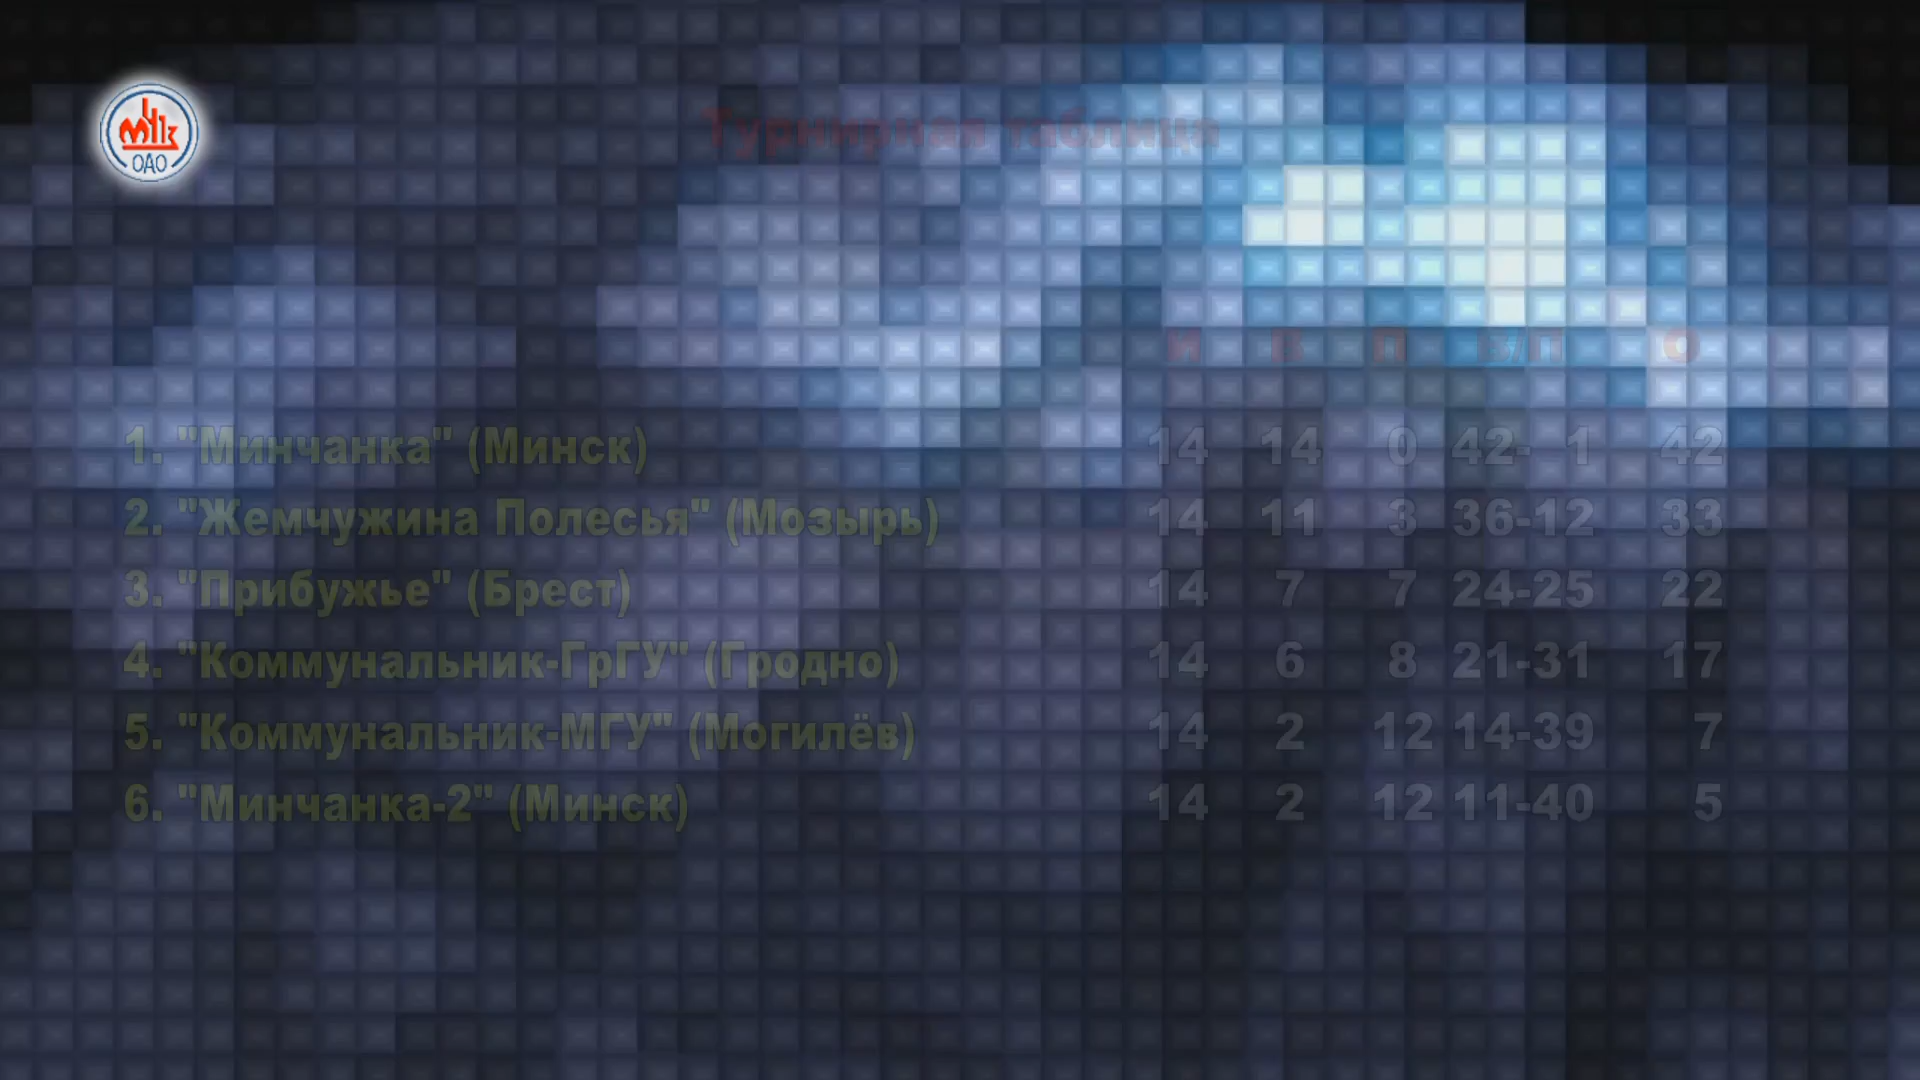 МЧПЗ
ОАО
Турнирная таблица
И В П В/П О
1. "Минчанка" (Минск) 14 14 0 42- 1 42
2. "Жемчужина Полесья" (Мозырь) 14 11 3 36-12 33
3. "Прибужье" (Брест) 14 7 7 24-25 22
4. "Коммунальник-ГрГУ" (Гродно) 14 6 8 21-31 17
5. "Коммунальник-МГУ" (Могилёв) 14 2 12 14-39 7
6. "Минчанка-2" (Минск) 14 2 12 11-40 5